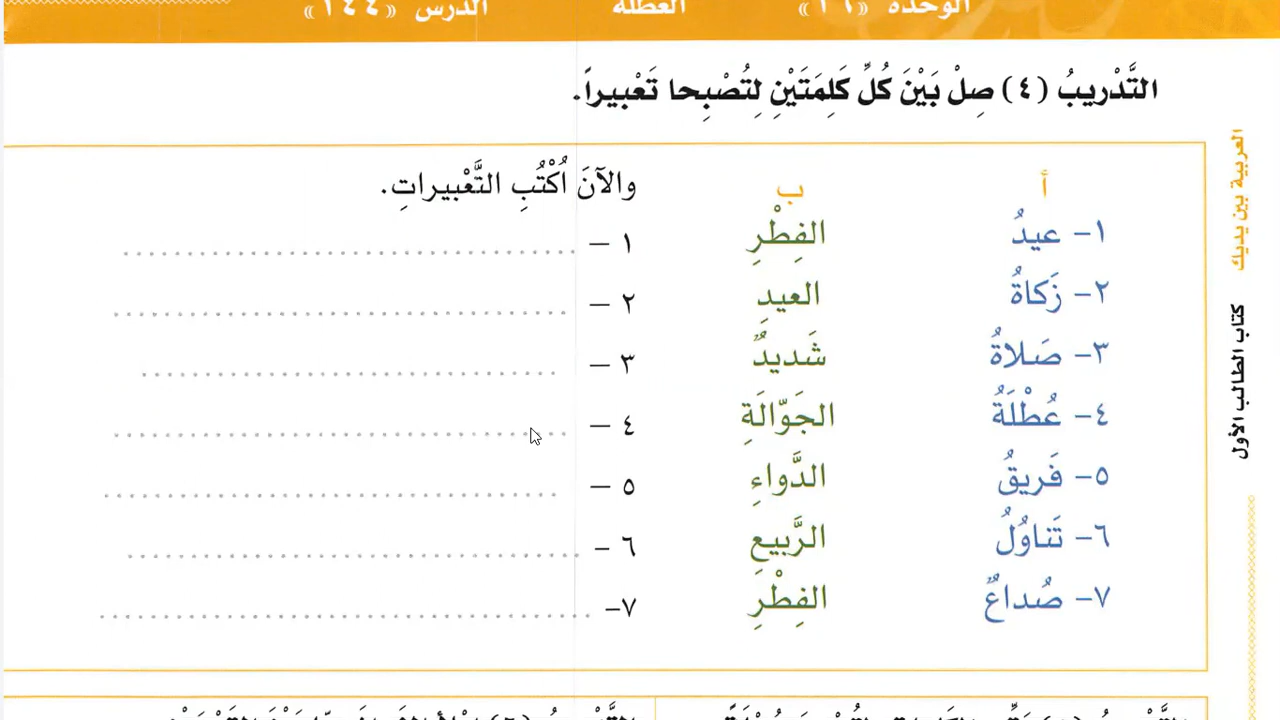 الوحدة «١٦» العطلة الدرس «١٤٤»
التَّدْريبُ (٤) صِلْ بَيْنَ كُلِّ كَلِمَتَيْنِ لِتُصْبِحا تَعْبيراً.
أ ب والآنَ اُكْتُبِ التَّعْبيراتِ.
١- عيدُ الفِطْرِ ١ –
٢- زَكاةُ العيدِ ٢ –
٣- صَلاةُ شَديدٌ ٣ –
٤- عُطْلَةُ الجَوّالَةِ ٤ –
٥- فَريقُ الدَّواءِ ٥ –
٦- تَناوُلُ الرَّبيعِ ٦ –
٧- صُداعٌ الفِطْرِ ٧-
العربية بين يديك
كتاب الطالب الأول